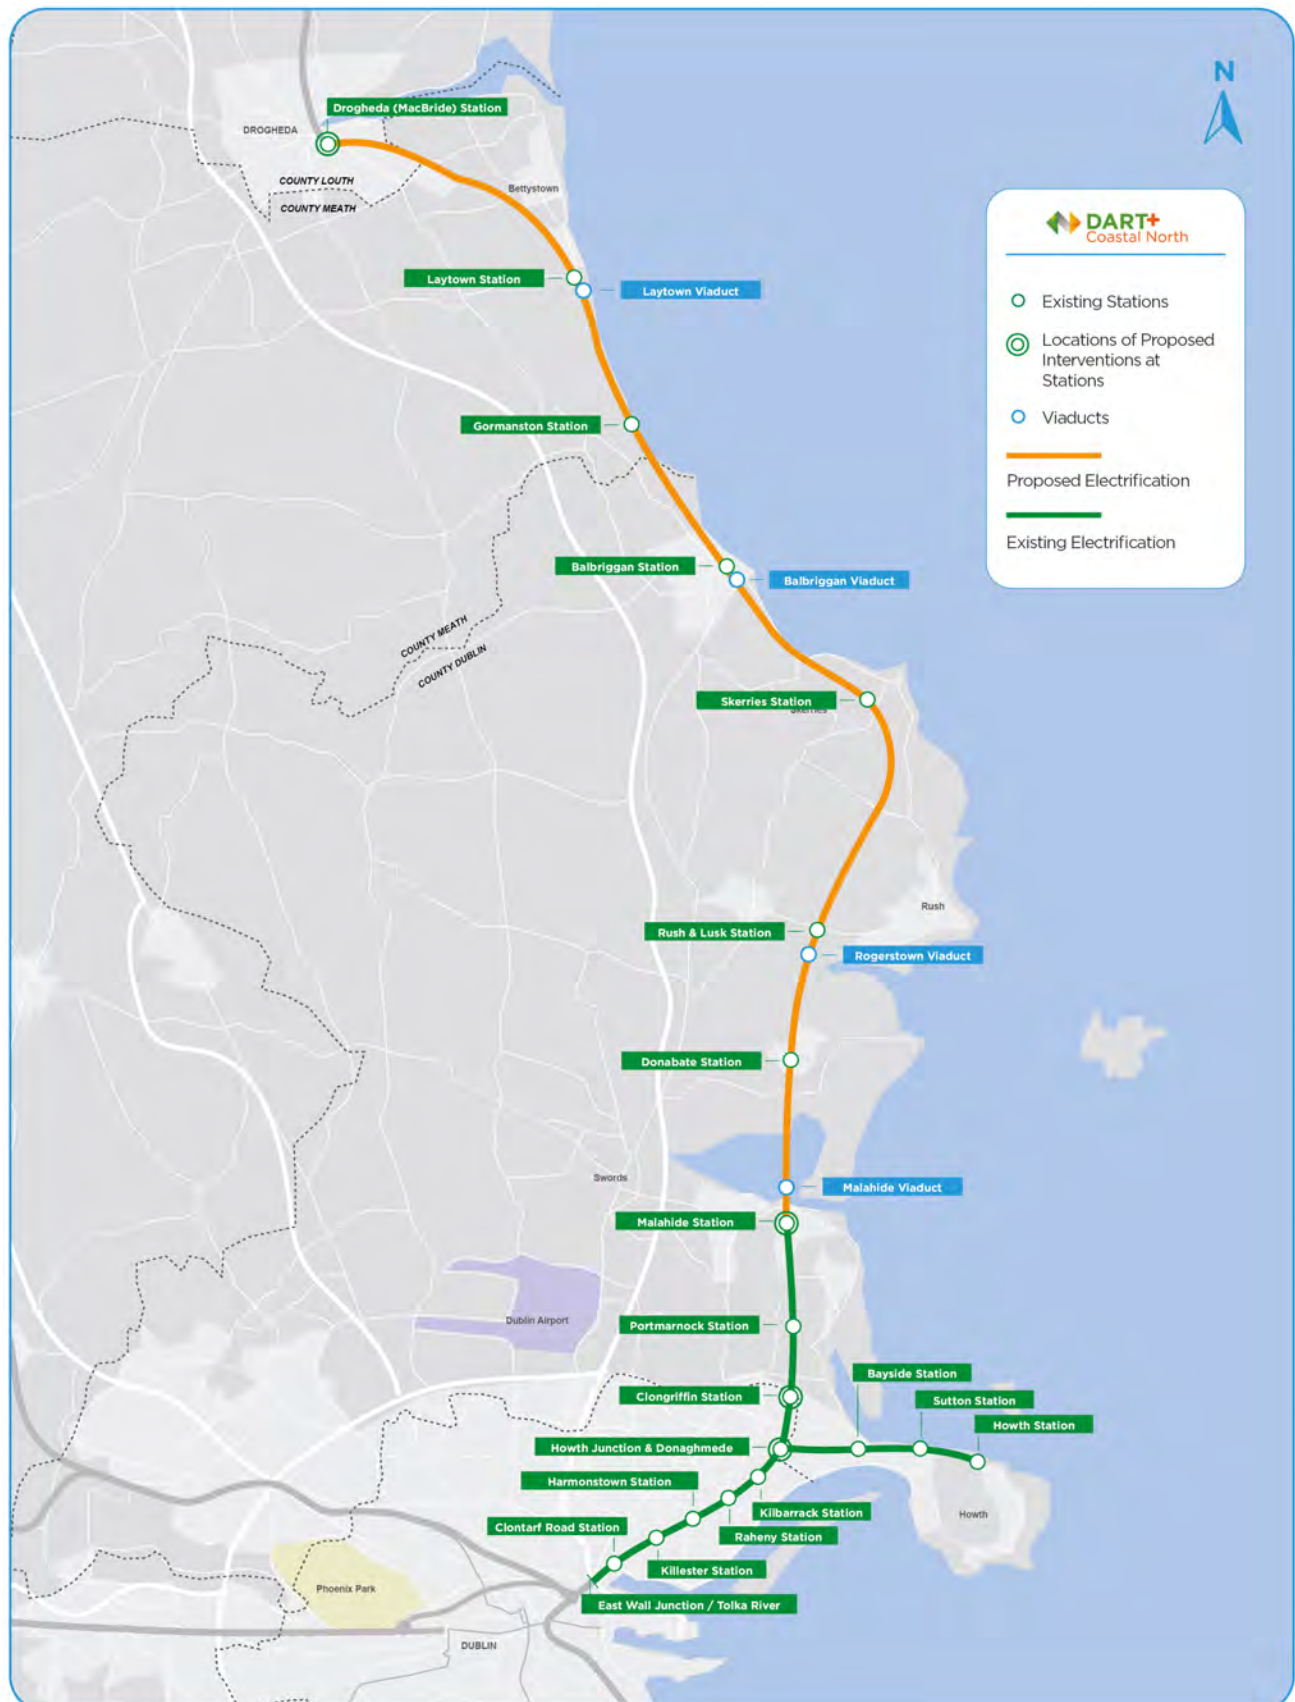 N
Drogheda (MacBride) Station
DROGHEDA
COUNTY LOUTH
COUNTY MEATH
Bettystown
DART+
Coastal North
Existing Stations
Locations of Proposed
Interventions at
Stations
Viaducts
Proposed Electrification
Existing Electrification
Laytown Station
Laytown Viaduct
Gormanston Station
Balbriggan Station
Balbriggan Viaduct
COUNTY MEATH
COUNTY DUBLIN
Skerries Station
Skerries
Rush
Rush & Lusk Station
Rogerstown Viaduct
Donabate Station
Swords
Malahide Viaduct
Malahide Station
Dublin Airport
Portmarnock Station
Bayside Station
Clongriffin Station
Sutton Station
Howth Station
Howth Junction & Donaghmede
Harmonstown Station
Kilbarrack Station
Howth
Clontarf Road Station
Raheny Station
Killester Station
Phoenix Park
East Wall Junction / Tolka River
DUBLIN